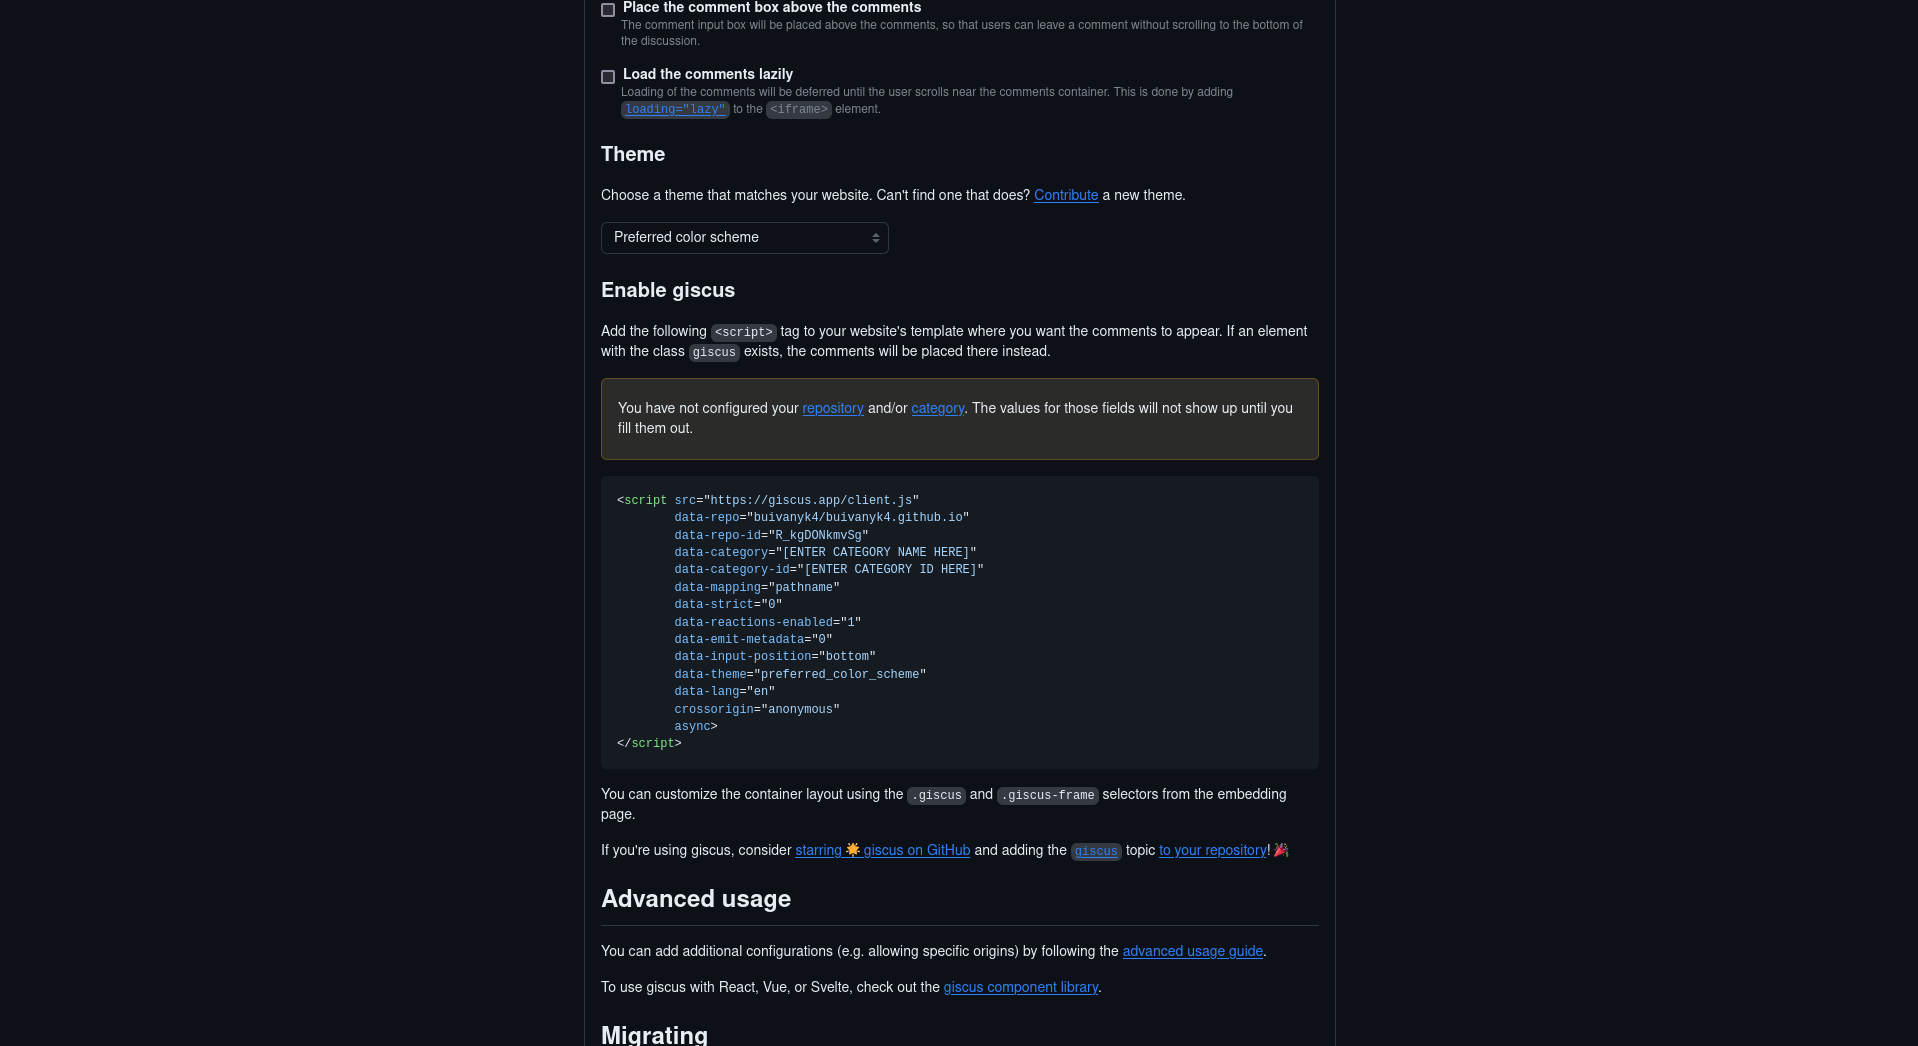 Place the comment box above the comments
The comment input box will be placed above the comments, so that users can leave a comment without scrolling to the bottom of
the discussion.
Load the comments lazily
Loading of the comments will be deferred until the user scrolls near the comments container. This is done by adding
loading="lazy" to the <iframe> element.
Theme
Choose a theme that matches your website. Can't find one that does? Contribute a new theme.
Preferred color scheme
Enable giscus
Add the following <script> tag to your website's template where you want the comments to appear. If an element
with the class giscus exists, the comments will be placed there instead.
You have not configured your repository and/or category. The values for those fields will not show up until you
fill them out.
<script src="https://giscus.app/client.js"
        data-repo="buivanyk4/buivanyk4.github.io"
        data-repo-id="R_kgDONkmvSg"
        data-category="[ENTER CATEGORY NAME HERE]"
        data-category-id="[ENTER CATEGORY ID HERE]"
        data-mapping="pathname"
        data-strict="0"
        data-reactions-enabled="1"
        data-emit-metadata="0"
        data-input-position="bottom"
        data-theme="preferred_color_scheme"
        data-lang="en"
        crossorigin="anonymous"
        async>
</script>
You can customize the container layout using the .giscus and .giscus-frame selectors from the embedding
page.
If you're using giscus, consider starring 🌟 giscus on GitHub and adding the giscus topic to your repository! 🎉
Advanced usage
You can add additional configurations (e.g. allowing specific origins) by following the advanced usage guide.
To use giscus with React, Vue, or Svelte, check out the giscus component library.
Migrating